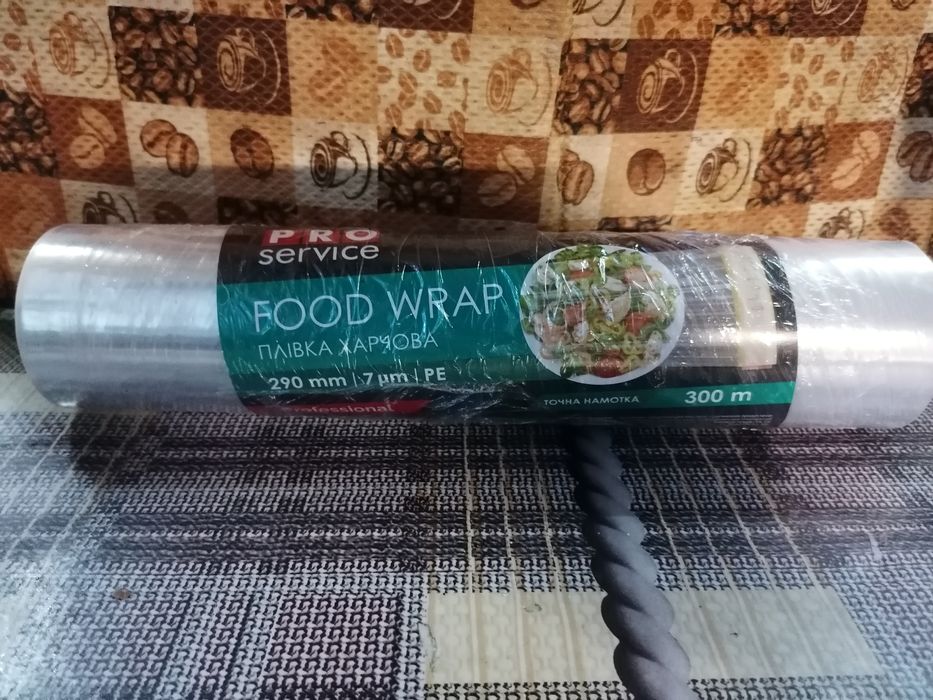 PRO
service
FOOD WRAP
ПЛІВКА ХАРЧОВА
290 mm | 7 µm | PE
Professional
ТОЧНА НАМОТКА
300 m